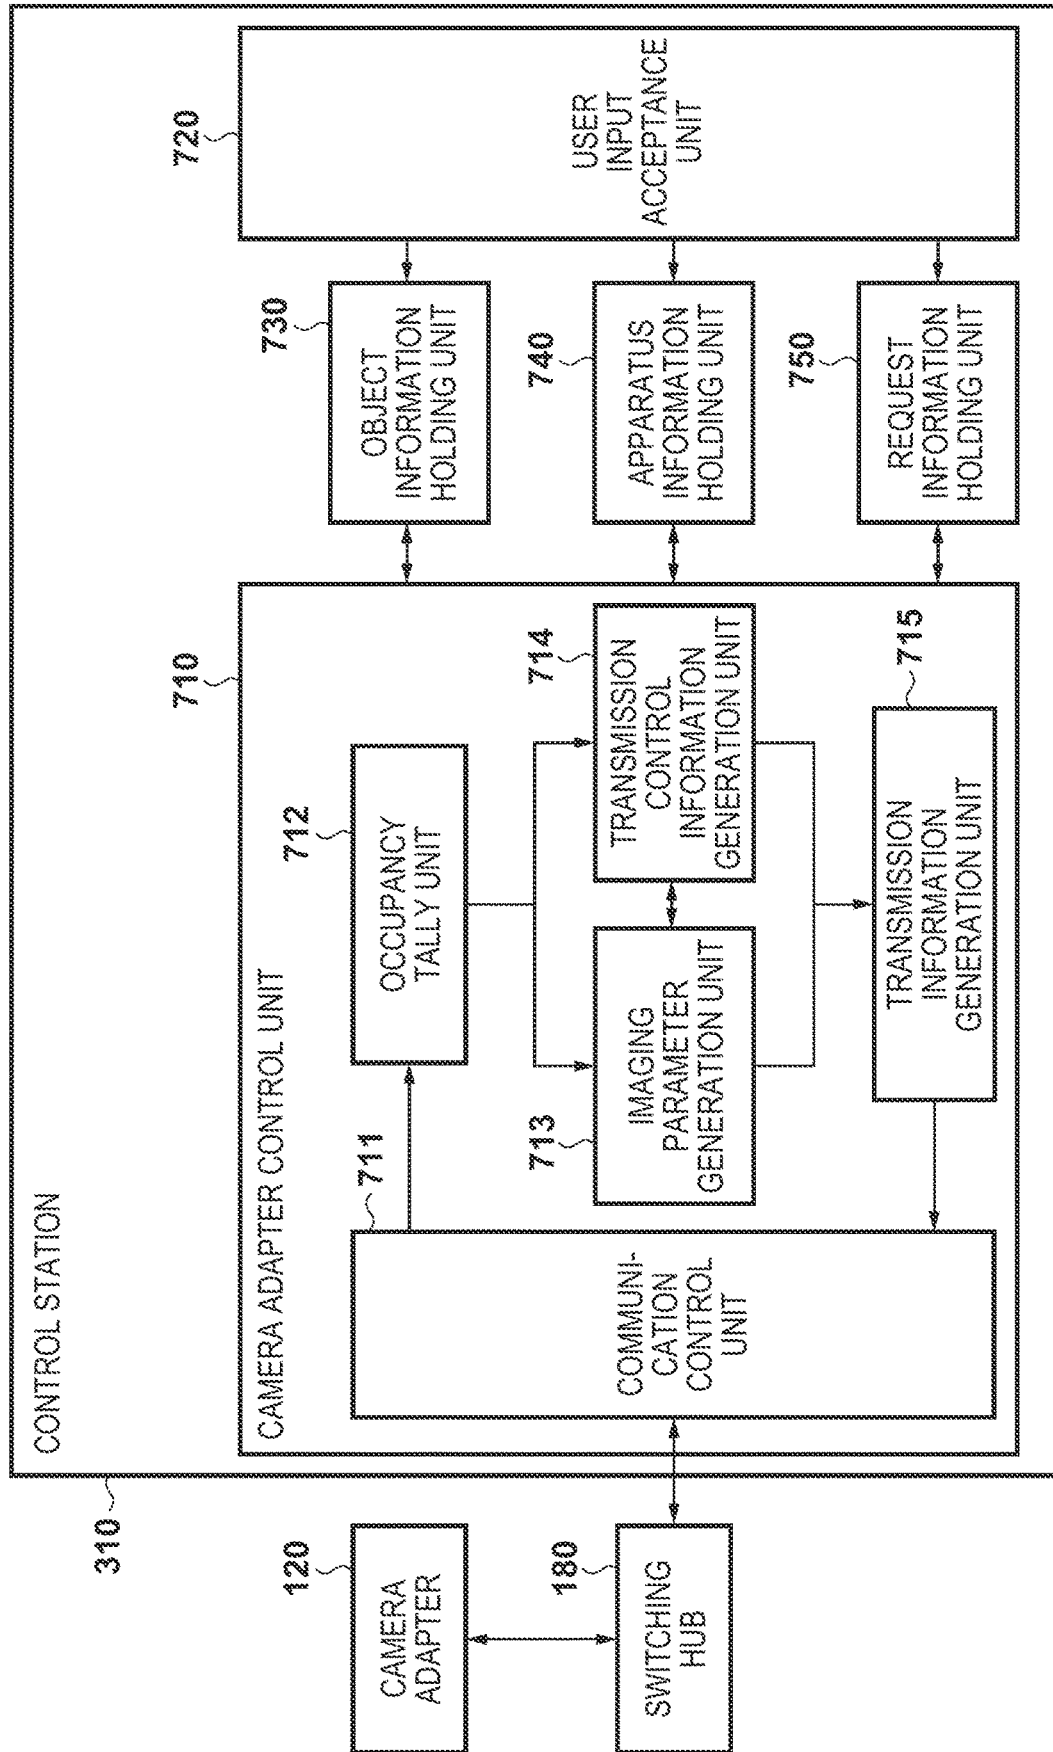 CONTROL STATION
310
CAMERA ADAPTER CONTROL UNIT
710
720
120
CAMERA
ADAPTER
180
SWITCHING
HUB
711
COMMUNI-
CATION
CONTROL
UNIT
712
OCCUPANCY
TALLY UNIT
713
IMAGING
PARAMETER
GENERATION UNIT
714
TRANSMISSION
CONTROL
INFORMATION
GENERATION UNIT
715
TRANSMISSION
INFORMATION
GENERATION UNIT
730
OBJECT
INFORMATION
HOLDING UNIT
740
APPARATUS
INFORMATION
HOLDING UNIT
750
REQUEST
INFORMATION
HOLDING UNIT
USER
INPUT
ACCEPTANCE
UNIT